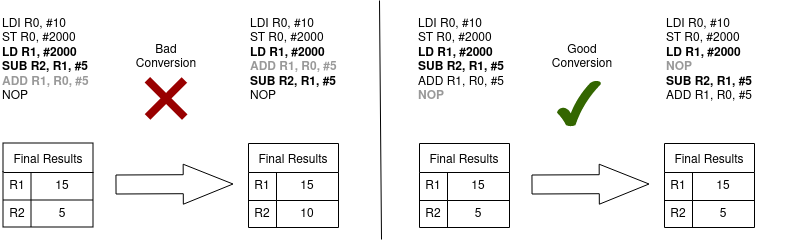 LDI R0, #10
ST R0, #2000
LD R1, #2000
SUB R2, R1, #5
ADD R1, R0, #5
NOP
Bad
Conversion
LDI R0, #10
ST R0, #2000
LD R1, #2000
ADD R1, R0, #5
SUB R2, R1, #5
NOP
Final Results
R1 15
R2 5
Final Results
R1 15
R2 10
LDI R0, #10
ST R0, #2000
LD R1, #2000
SUB R2, R1, #5
ADD R1, R0, #5
NOP
Good
Conversion
LDI R0, #10
ST R0, #2000
LD R1, #2000
NOP
SUB R2, R1, #5
ADD R1, R0, #5
Final Results
R1 15
R2 5
Final Results
R1 15
R2 5